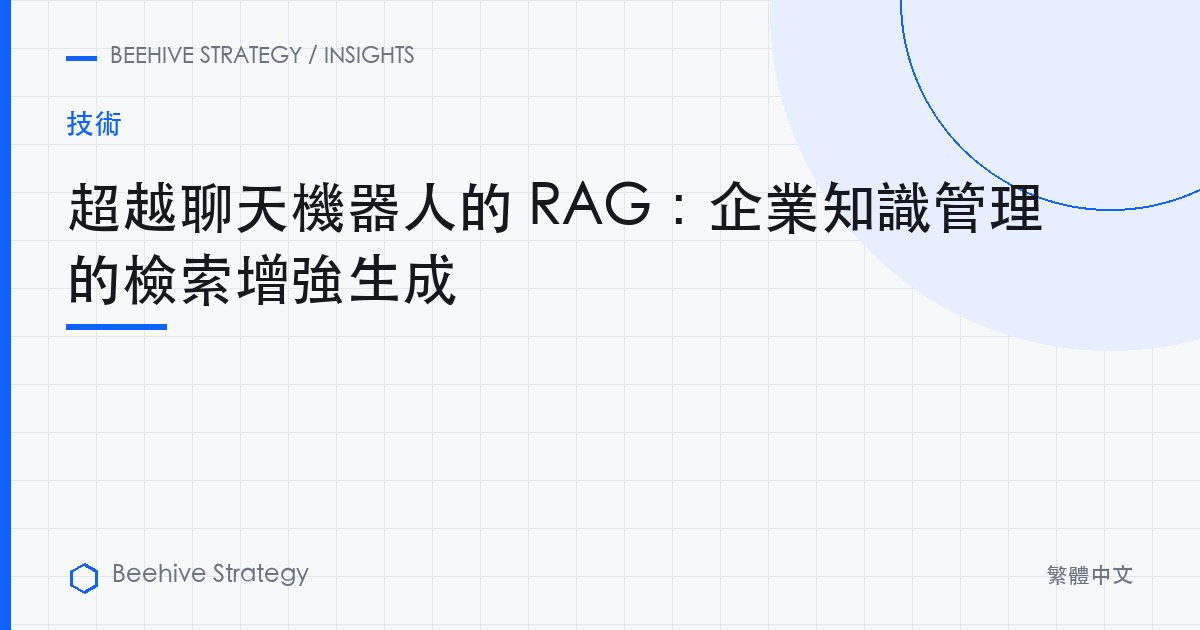 BEEHIVE STRATEGY / INSIGHTS
技術
超越聊天機器人的 RAG：企業知識管理
的檢索增強生成
Beehive Strategy
繁體中文